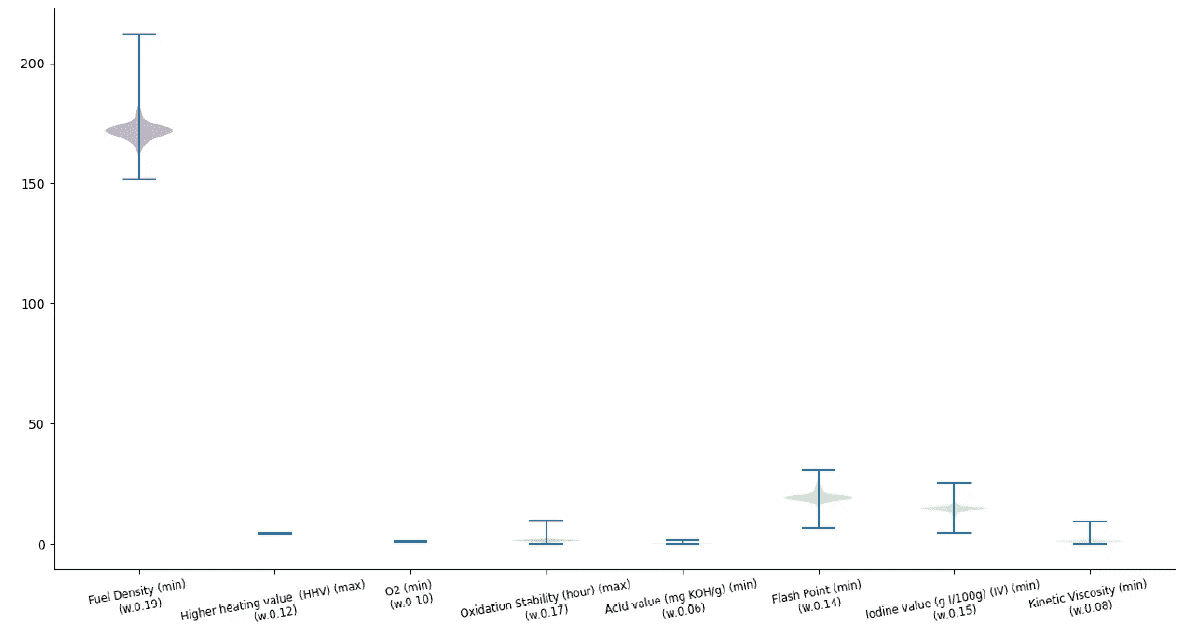 200
150
100
50
0
Fuel Density (min)
(w.0.19)
Higher heating value (HHV) (max)
(w.0.12)
O2 (min)
(w.0.10)
Oxidation Stability (hour) (max)
(w.0.17)
Acid value (mg KOH/g) (min)
(w.0.06)
Flash Point (min)
(w.0.14)
Iodine value (g I/100g) (IV) (min)
(w.0.15)
Kinetic Viscosity (min)
(w.0.08)